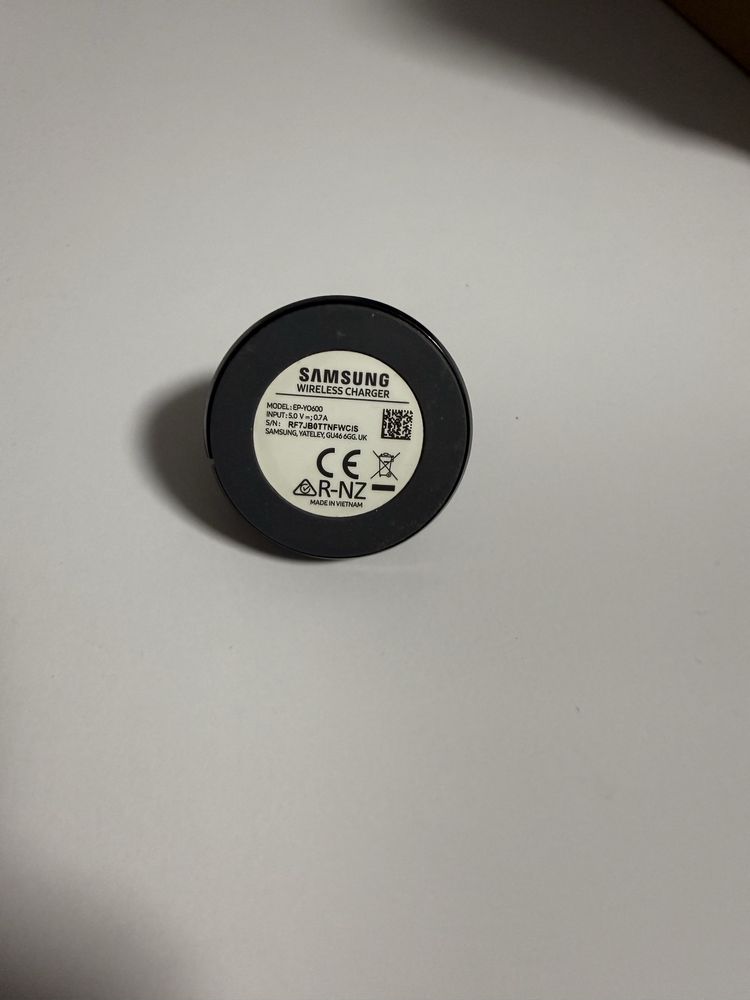 SAMSUNG
WIRELESS CHARGER
MODEL: EP-YO600
INPUT: 5.0 V ⎓; 0.7 A
S/N: RF7JB0TTNFWCIS
SAMSUNG, YATELEY, GU46 6GG. UK
CE
R-NZ
MADE IN VIETNAM